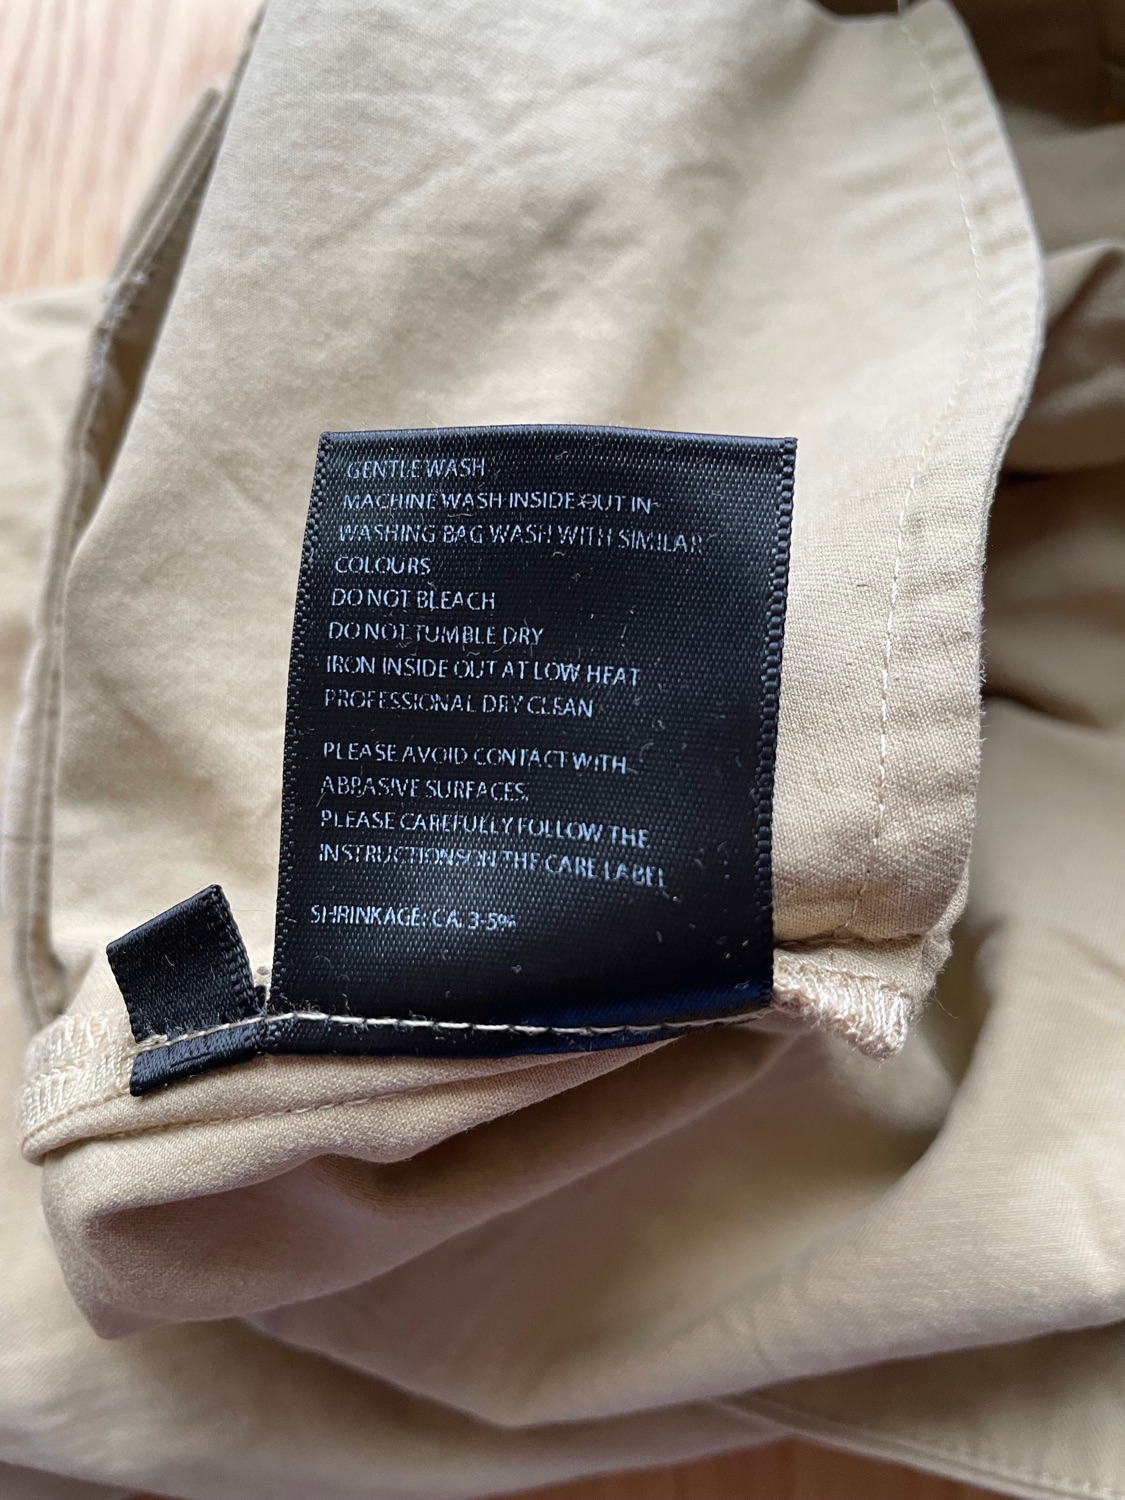 GENTLE WASH
MACHINE WASH INSIDE OUT IN
WASHING BAG WASH WITH SIMILAR
COLOURS
DO NOT BLEACH
DO NOT TUMBLE DRY
IRON INSIDE OUT AT LOW HEAT
PROFESSIONAL DRY CLEAN
PLEASE AVOID CONTACT WITH
ABRASIVE SURFACES.
PLEASE CAREFULLY FOLLOW THE
INSTRUCTIONS ON THE CARE LABEL
SHRINKAGE: CA. 3-5%